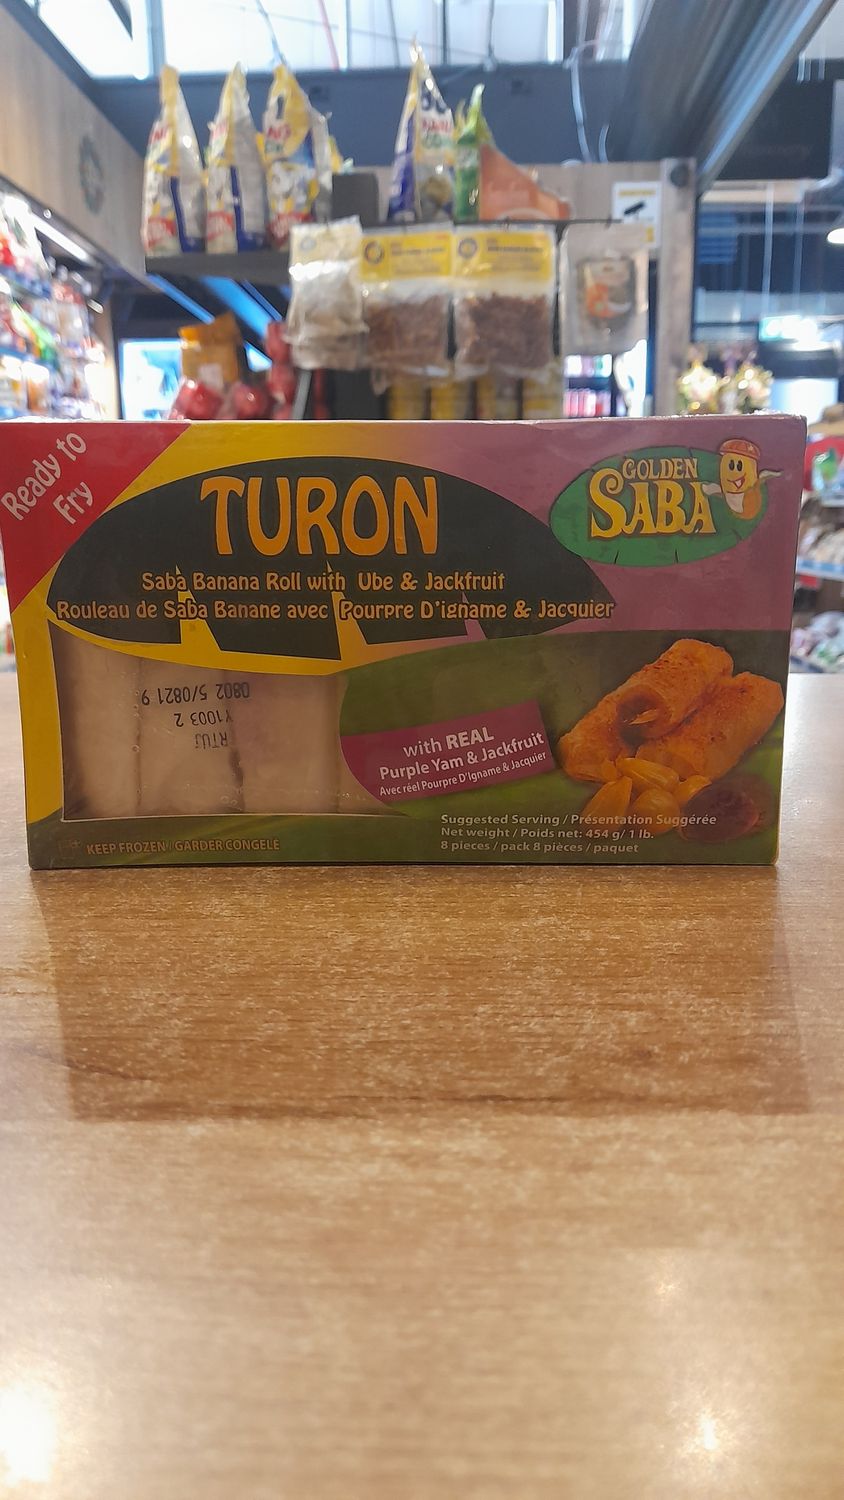 Ready to
Fry
TURON
Saba Banana Roll with Ube & Jackfruit
Rouleau de Saba Banane avec Pourpre D'igname & Jacquier
GOLDEN
SABA
RTUJ
Y1003 2
0802 5/0821 9
with REAL
Purple Yam & Jackfruit
Avec réel Pourpre D'Igname & Jacquier
Suggested Serving / Présentation Suggérée
Net weight / Poids net: 454 g/ 1 lb.
8 pieces / pack 8 pièces / paquet
KEEP FROZEN / GARDER CONGELÉ